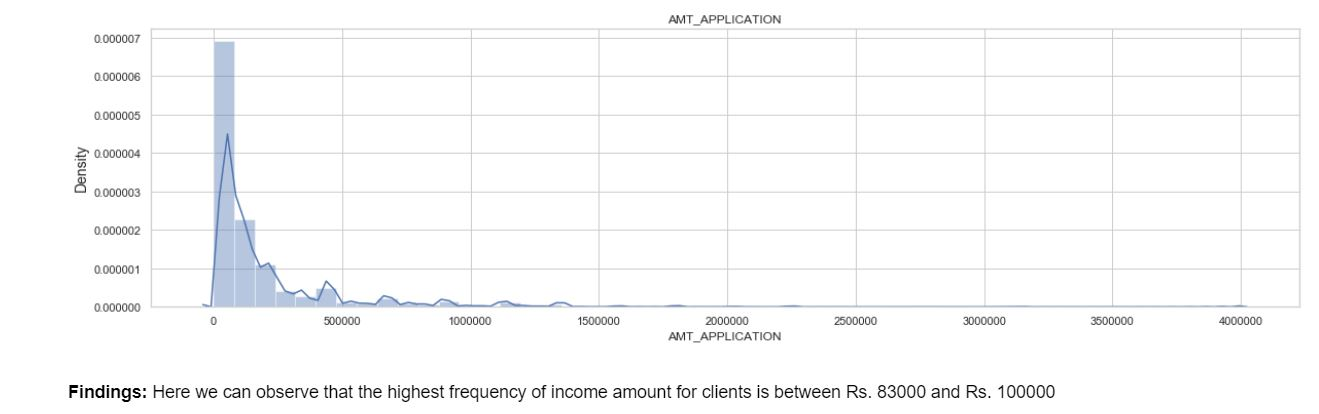 AMT_APPLICATION
0.000007
0.000006
0.000005
0.000004
0.000003
0.000002
0.000001
0.000000
Density
0 500000 1000000 1500000 2000000 2500000 3000000 3500000 4000000
AMT_APPLICATION
Findings: Here we can observe that the highest frequency of income amount for clients is between Rs. 83000 and Rs. 100000